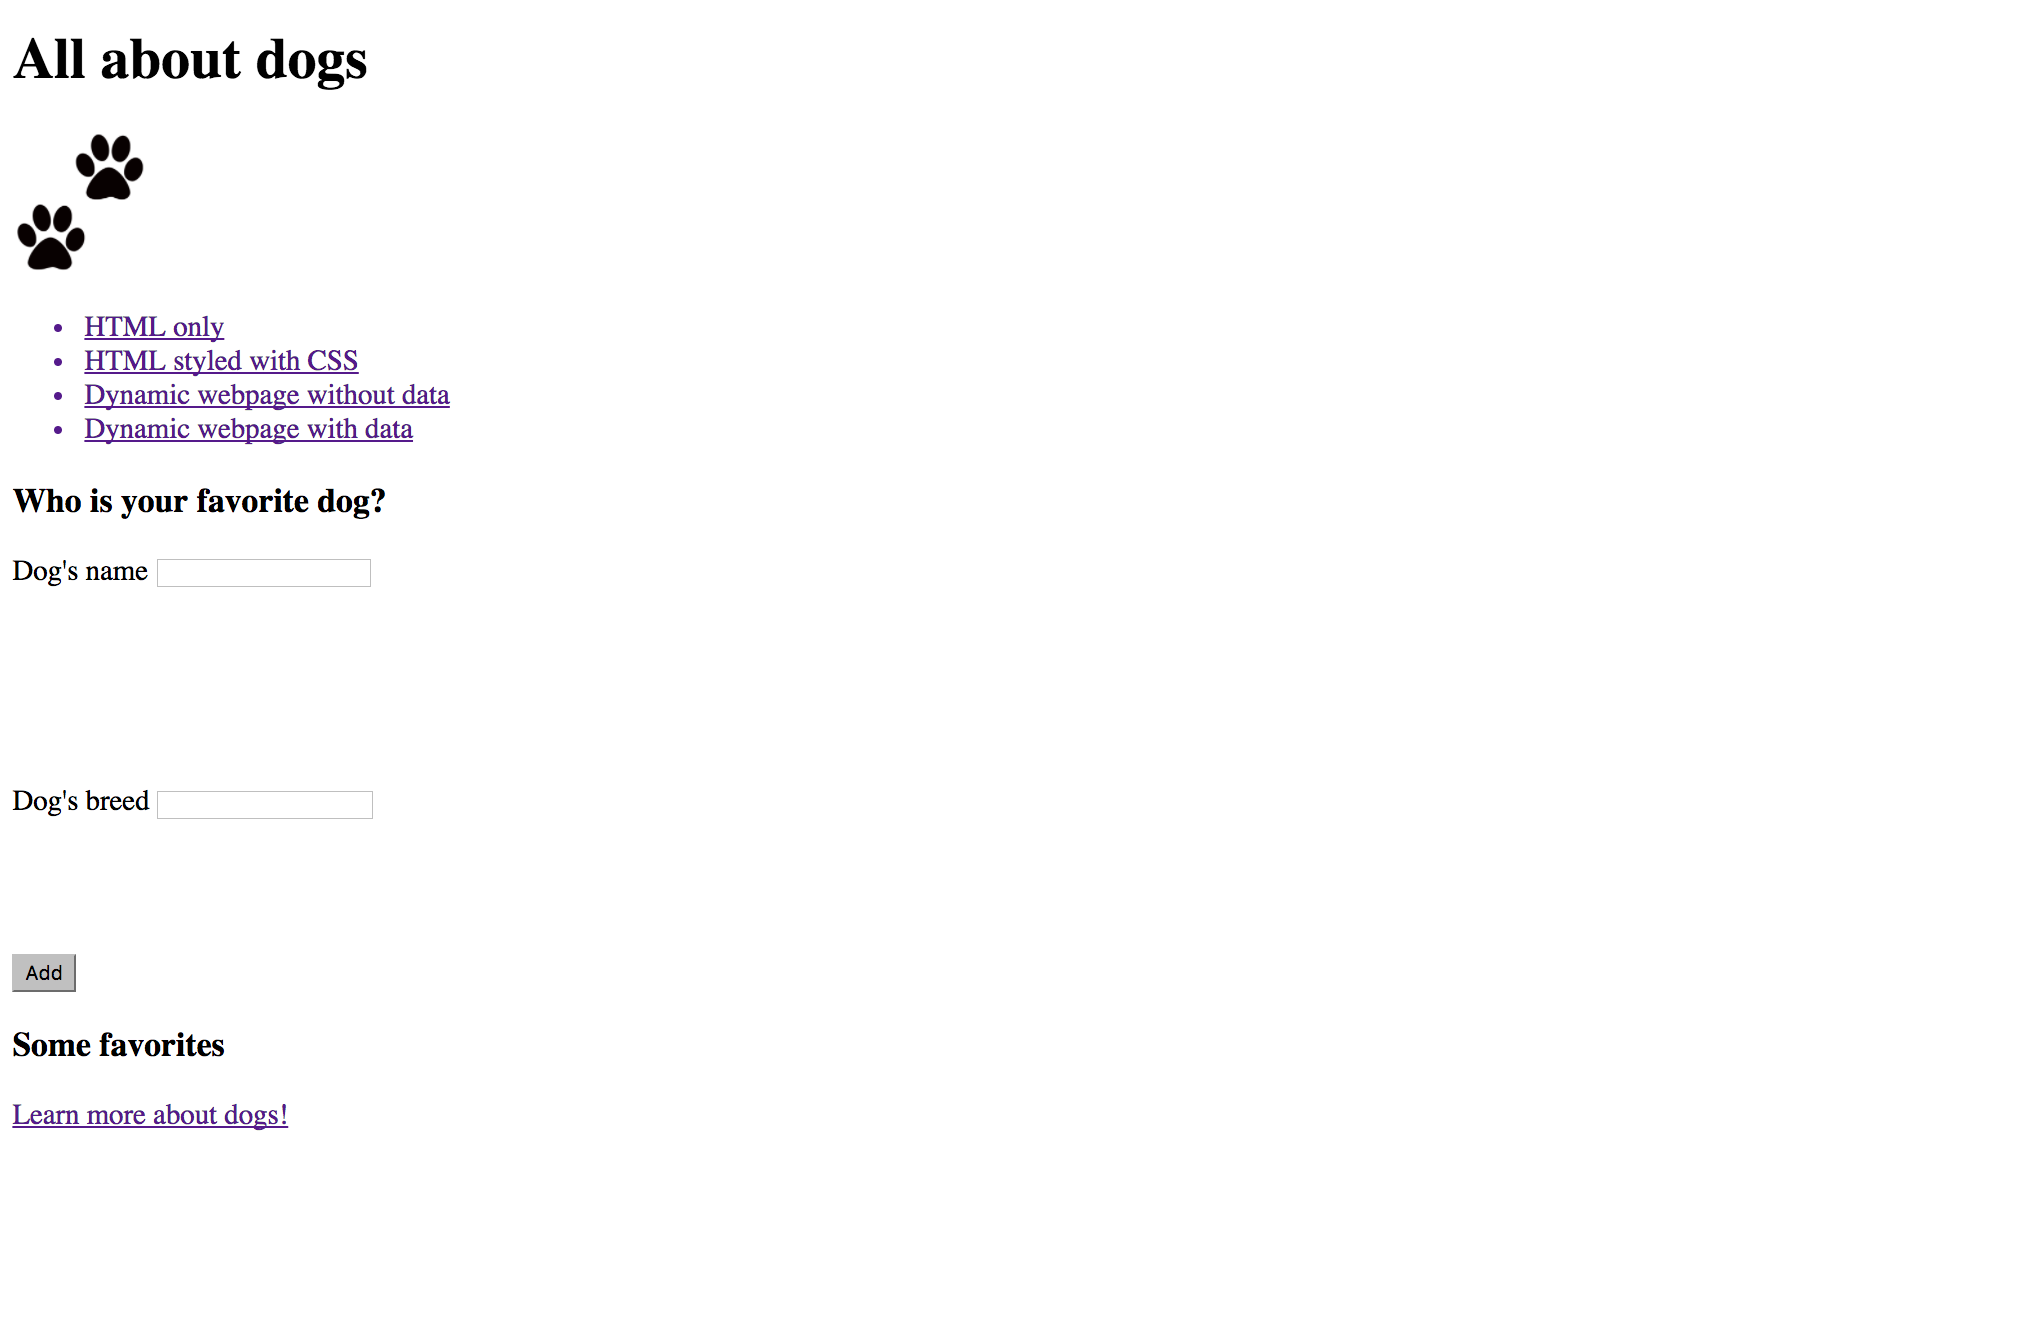 All about dogs
HTML only
HTML styled with CSS
Dynamic webpage without data
Dynamic webpage with data
Who is your favorite dog?
Dog's name
Dog's breed
Add
Some favorites
Learn more about dogs!